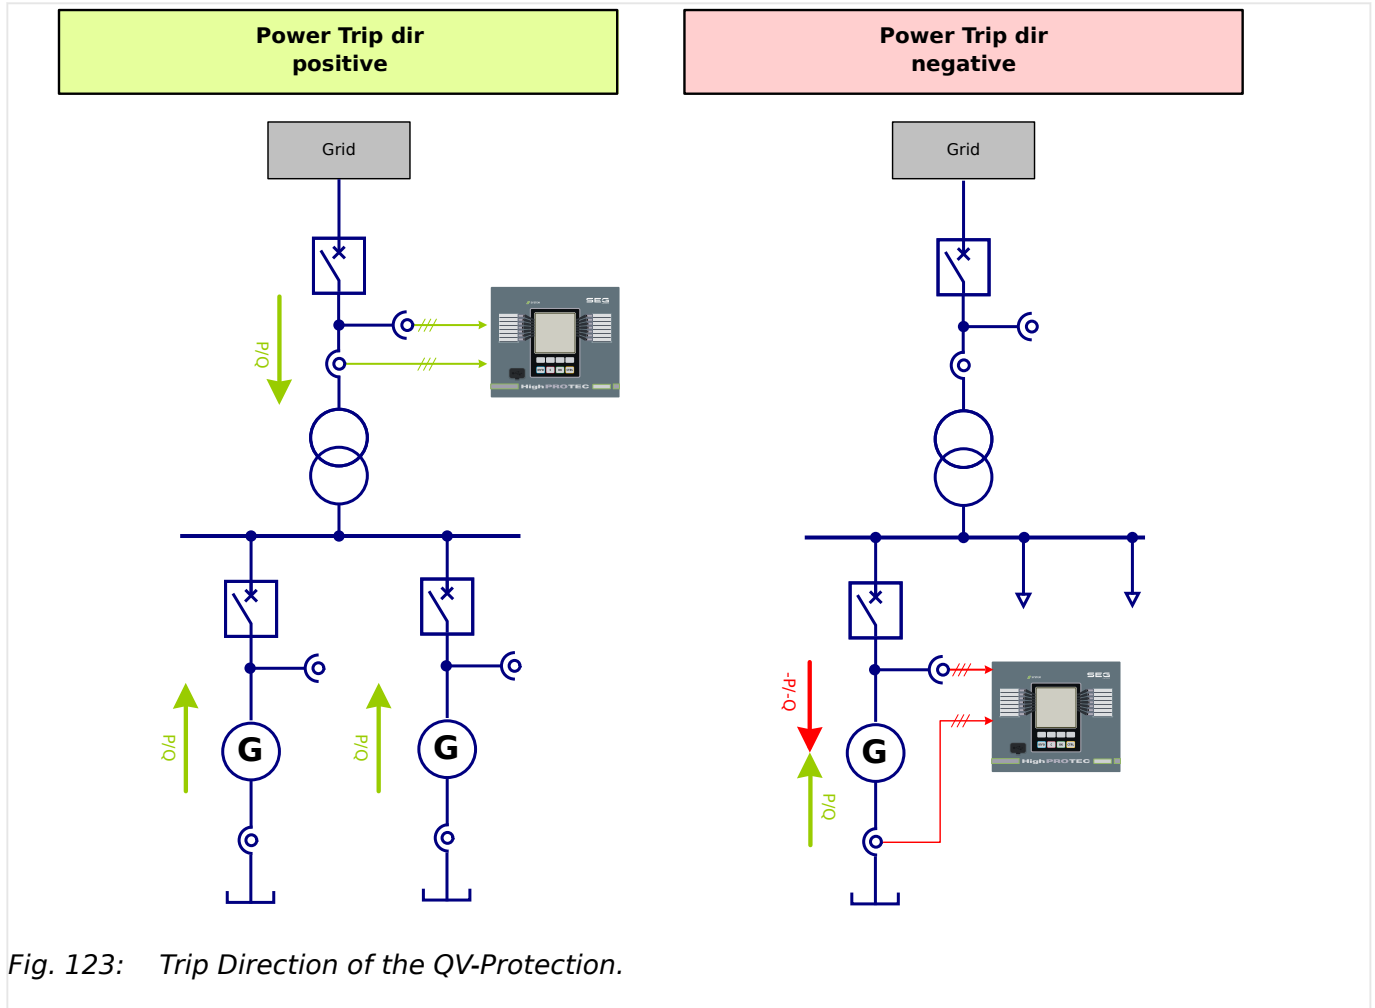 Power Trip dir
positive
Power Trip dir
negative
Grid
Grid
P/Q
SEG
HighPROTEC
P/Q
G
P/Q
G
-P/-Q
P/Q
G
SEG
HighPROTEC
Fig. 123: Trip Direction of the QV-Protection.